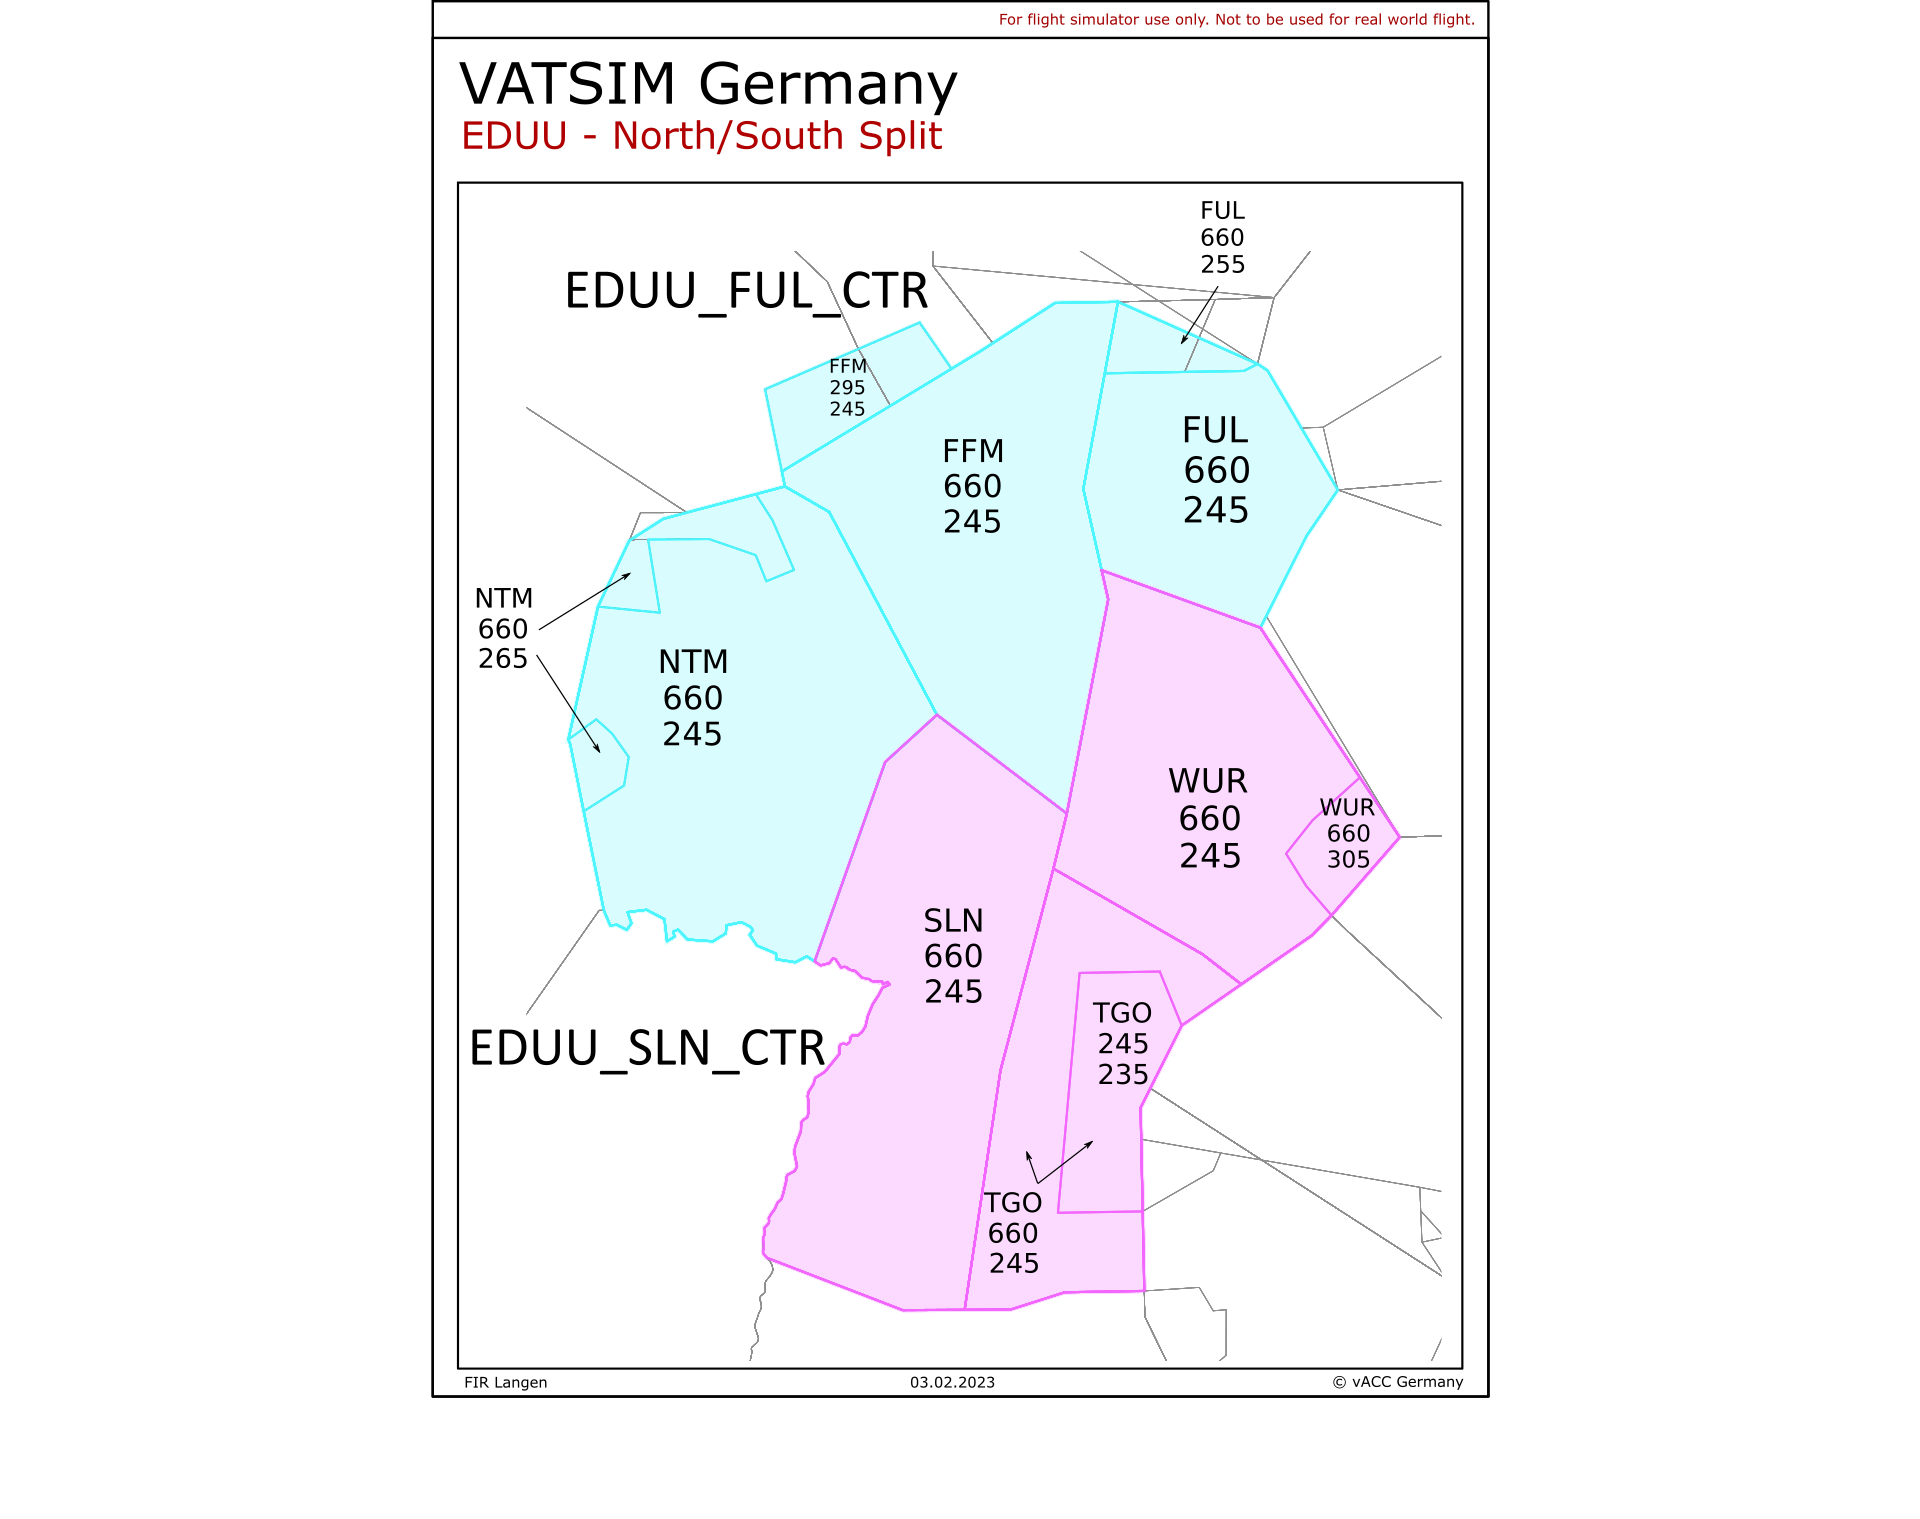 For flight simulator use only. Not to be used for real world flight.
VATSIM Germany
EDUU - North/South Split
FUL
660
255
EDUU_FUL_CTR
FFM
295
245
FFM
660
245
FUL
660
245
NTM
660
265
NTM
660
245
WUR
660
245
WUR
660
305
SLN
660
245
TGO
245
235
EDUU_SLN_CTR
TGO
660
245
FIR Langen
03.02.2023
© vACC Germany